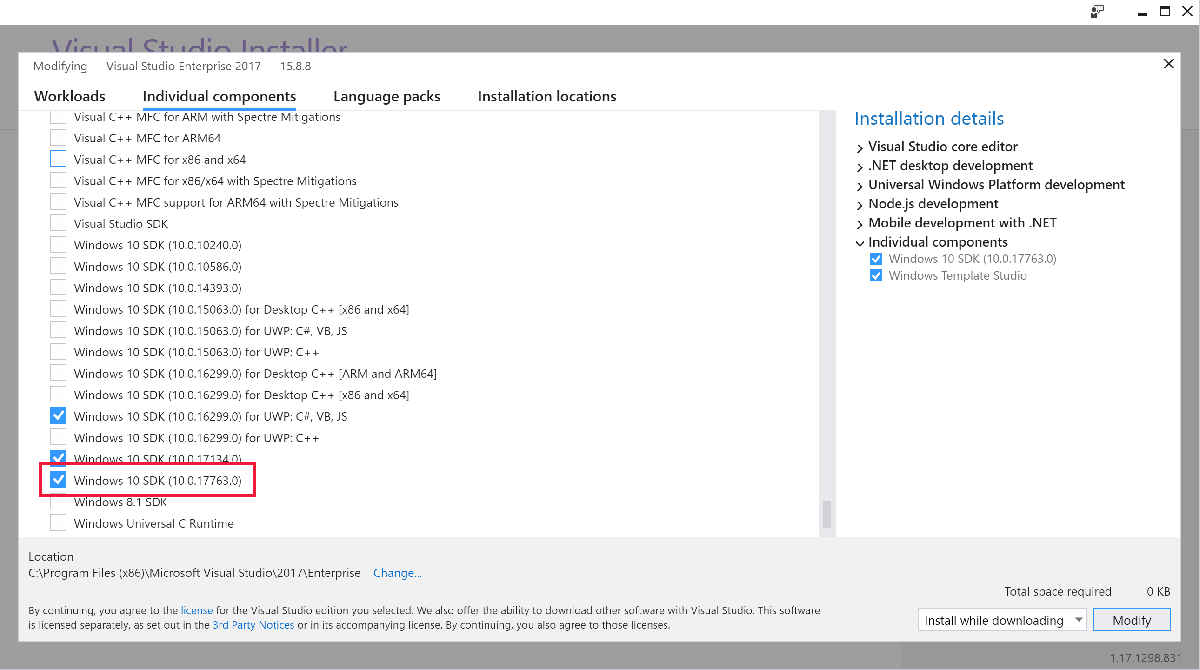 Visual Studio Installer
Modifying Visual Studio Enterprise 2017 15.8.8
Workloads Individual components Language packs Installation locations
Visual C++ MFC for ARM with Spectre Mitigations
Visual C++ MFC for ARM64
Visual C++ MFC for x86 and x64
Visual C++ MFC for x86/x64 with Spectre Mitigations
Visual C++ MFC support for ARM64 with Spectre Mitigations
Visual Studio SDK
Windows 10 SDK (10.0.10240.0)
Windows 10 SDK (10.0.10586.0)
Windows 10 SDK (10.0.14393.0)
Windows 10 SDK (10.0.15063.0) for Desktop C++ [x86 and x64]
Windows 10 SDK (10.0.15063.0) for UWP: C#, VB, JS
Windows 10 SDK (10.0.15063.0) for UWP: C++
Windows 10 SDK (10.0.16299.0) for Desktop C++ [ARM and ARM64]
Windows 10 SDK (10.0.16299.0) for Desktop C++ [x86 and x64]
Windows 10 SDK (10.0.16299.0) for UWP: C#, VB, JS
Windows 10 SDK (10.0.16299.0) for UWP: C++
Windows 10 SDK (10.0.17134.0)
Windows 10 SDK (10.0.17763.0)
Windows 8.1 SDK
Windows Universal C Runtime
Installation details
Visual Studio core editor
.NET desktop development
Universal Windows Platform development
Node.js development
Mobile development with .NET
Individual components
Windows 10 SDK (10.0.17763.0)
Windows Template Studio
Location
C:\Program Files (x86)\Microsoft Visual Studio\2017\Enterprise Change...
Total space required 0 KB
By continuing, you agree to the license for the Visual Studio edition you selected. We also offer the ability to download other software with Visual Studio. This software
is licensed separately, as set out in the 3rd Party Notices or in its accompanying license. By continuing, you also agree to those licenses.
Install while downloading Modify
1.17.1298.831